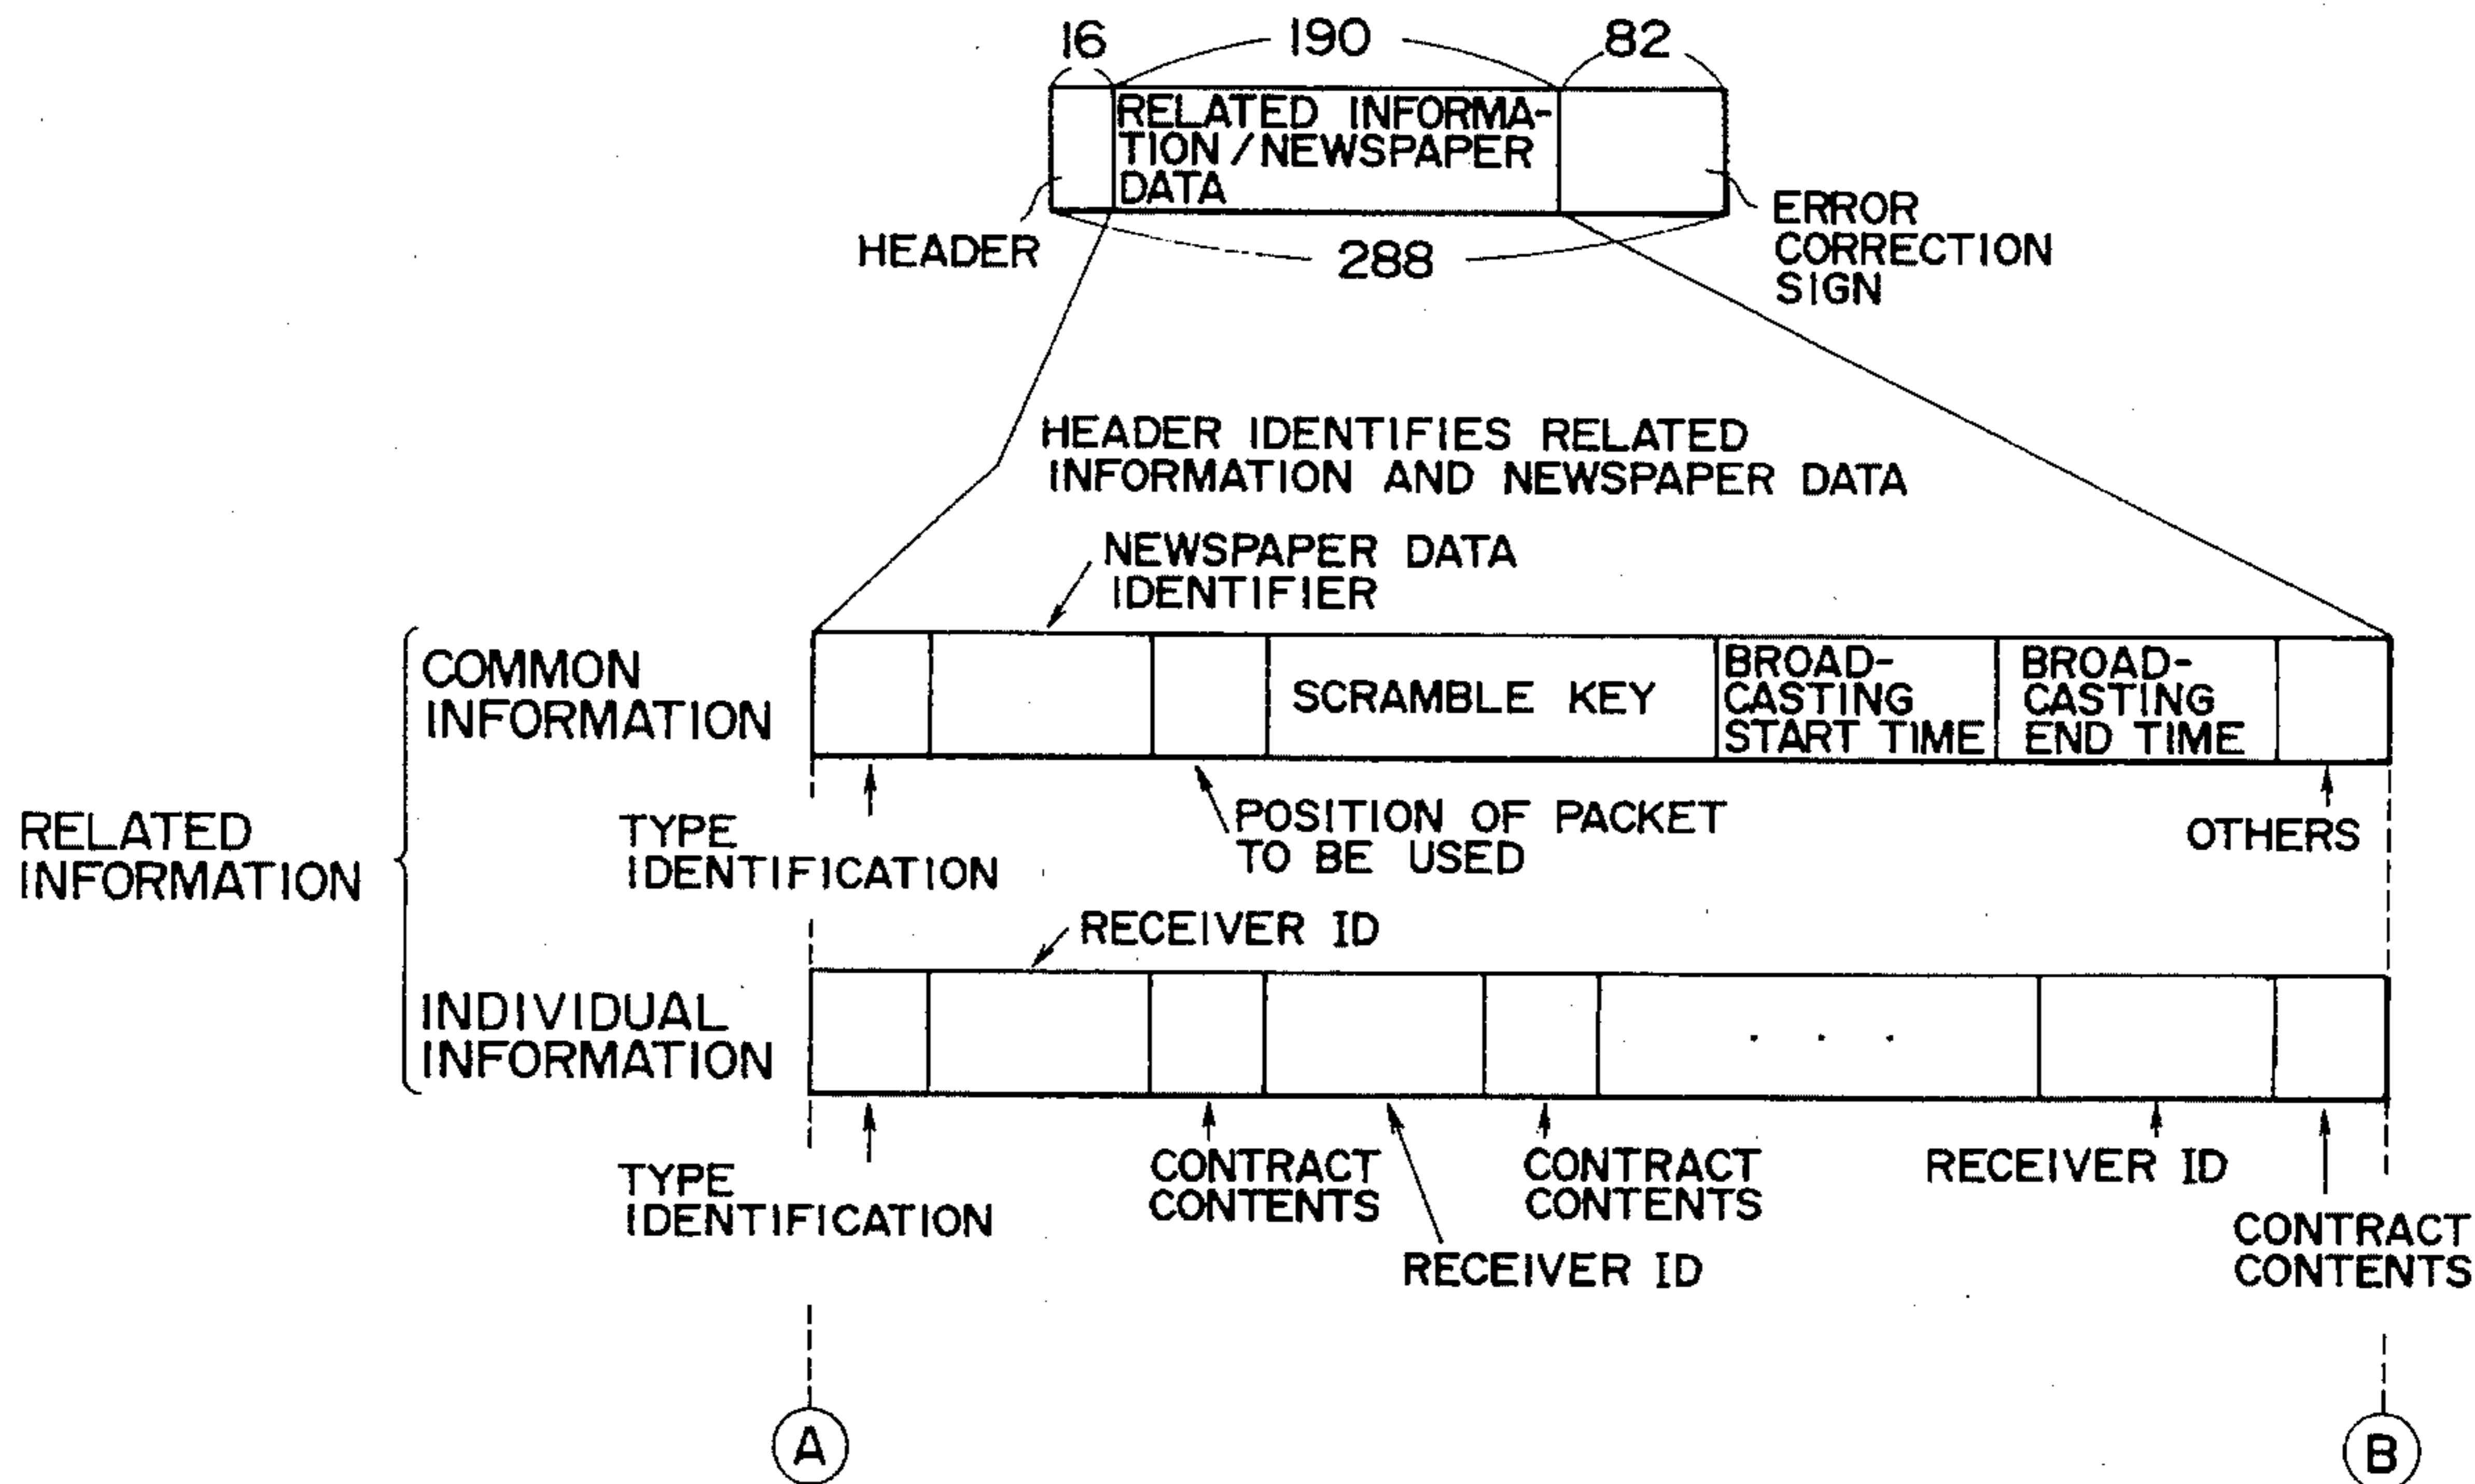 16
190
82
RELATED INFORMA-
TION/NEWSPAPER
DATA
HEADER
288
ERROR
CORRECTION
SIGN
HEADER IDENTIFIES RELATED
INFORMATION AND NEWSPAPER DATA
NEWSPAPER DATA
IDENTIFIER
RELATED
INFORMATION
COMMON
INFORMATION
SCRAMBLE KEY
BROAD-
CASTING
START TIME
BROAD-
CASTING
END TIME
TYPE
IDENTIFICATION
POSITION OF PACKET
TO BE USED
OTHERS
RECEIVER ID
INDIVIDUAL
INFORMATION
. . .
TYPE
IDENTIFICATION
CONTRACT
CONTENTS
RECEIVER ID
CONTRACT
CONTENTS
RECEIVER ID
CONTRACT
CONTENTS
A
B